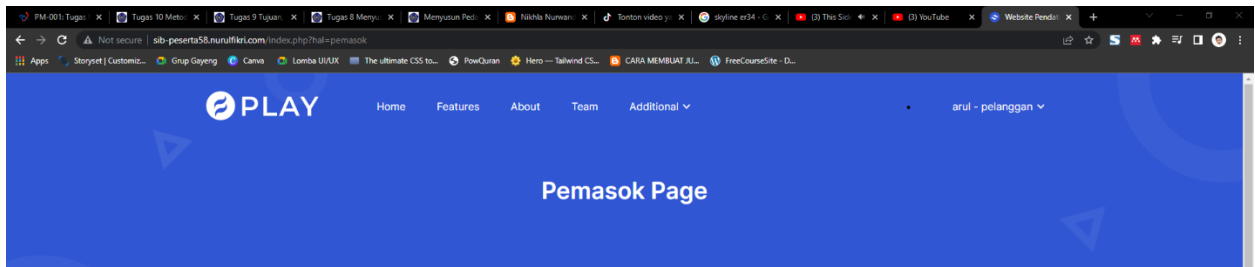 PM-001: Tugas
Tugas 10 Metod
Tugas 9 Tujuan,
Tugas 8 Menyu
Menyusun Ped
Nikhla Nurwan
Tonton video ya
skyline er34 - G
(3) This Sid
(3) YouTube
Website Pendat
Not secure | sib-peserta58.nurulfikri.com/index.php?hal=pemasok
Apps
Storyset | Customiz...
Grup Gayeng
Canva
Lomba UI/UX
The ultimate CSS to...
PowQuran
Hero — Tailwind CS...
CARA MEMBUAT JU...
FreeCourseSite - D...
PLAY
Home
Features
About
Team
Additional
arul - pelanggan
Pemasok Page